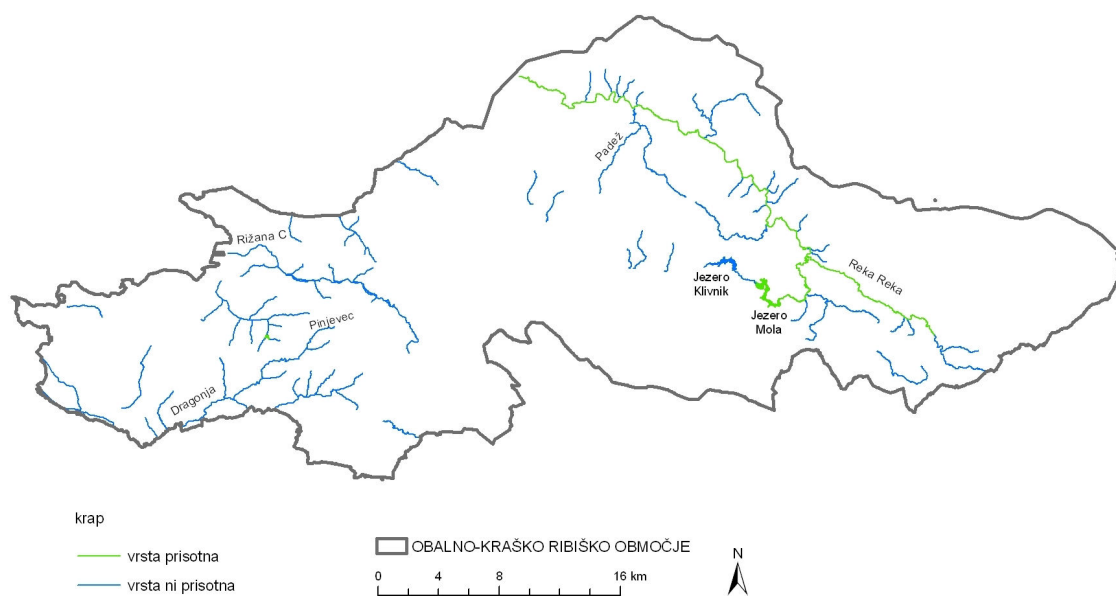 Padež
Rižana C
Reka Reka
Jezero
Klivnik
Jezero
Mola
Pinjevec
Dragonja
krap
vrsta prisotna
vrsta ni prisotna
OBALNO-KRAŠKO RIBIŠKO OBMOČJE
0 4 8 12 16 km
N